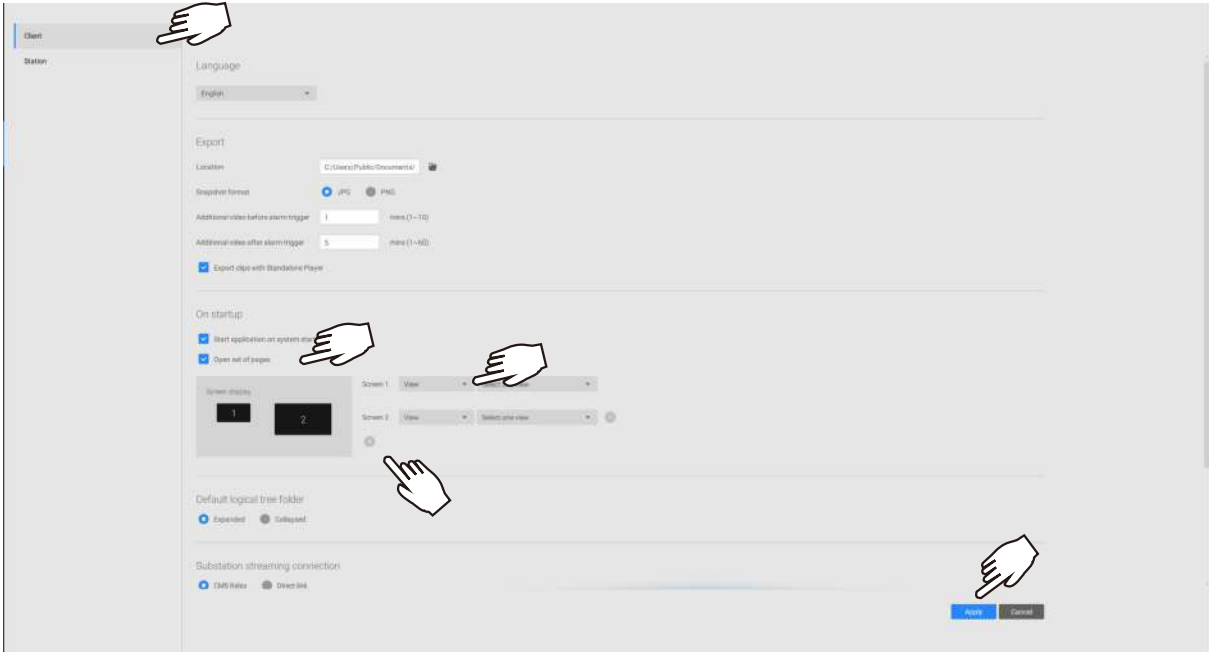 Client
Station
Language
English
Export
Location C:/Users/Public/Documents/
Snapshot format JPG PNG
Additional video before alarm trigger 1 mins (1~10)
Additional video after alarm trigger 5 mins (1~60)
Export clips with Standalone Player
On startup
Start application on system
Open set of pages
Screen display
1
2
Screen 1 View
Screen 2 View Select one view
Default logical tree folder
Expanded Collapsed
Substation streaming connection
CMS Relay Direct link
Apply Cancel